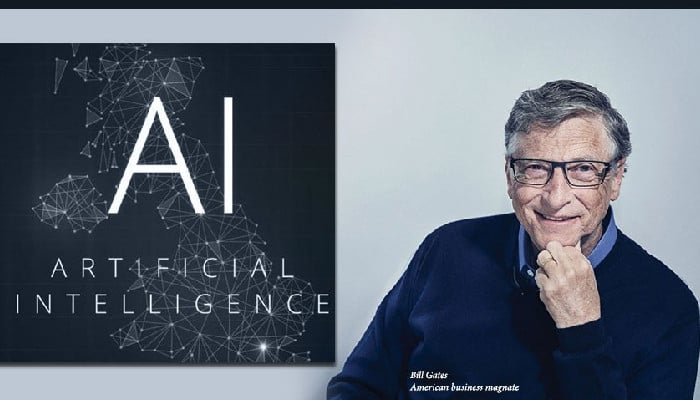 AI
ARTIFICIAL
INTELLIGENCE
Bill Gates
American business magnate